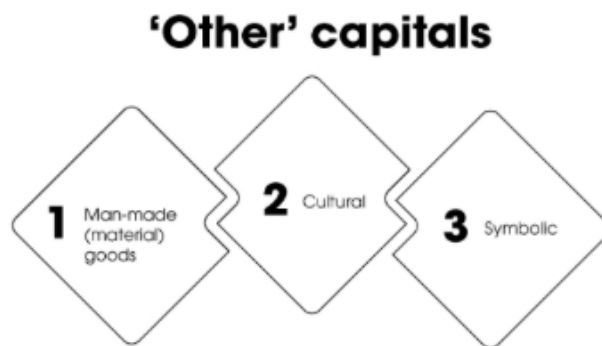 ‘Other’ capitals
1 Man-made
(material)
goods
2 Cultural
3 Symbolic